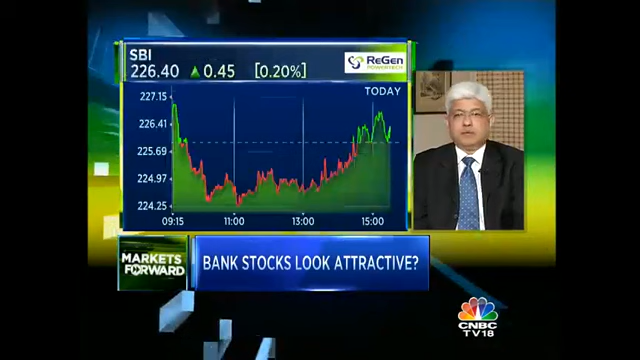 SBI
226.40 ▲ 0.45 [0.20%]
ReGen
POWERTECH
TODAY
227.15
226.41
225.69
224.97
224.25
09:15 11:00 13:00 15:00
MARKETS
FORWARD
BANK STOCKS LOOK ATTRACTIVE?
CNBC
TV18